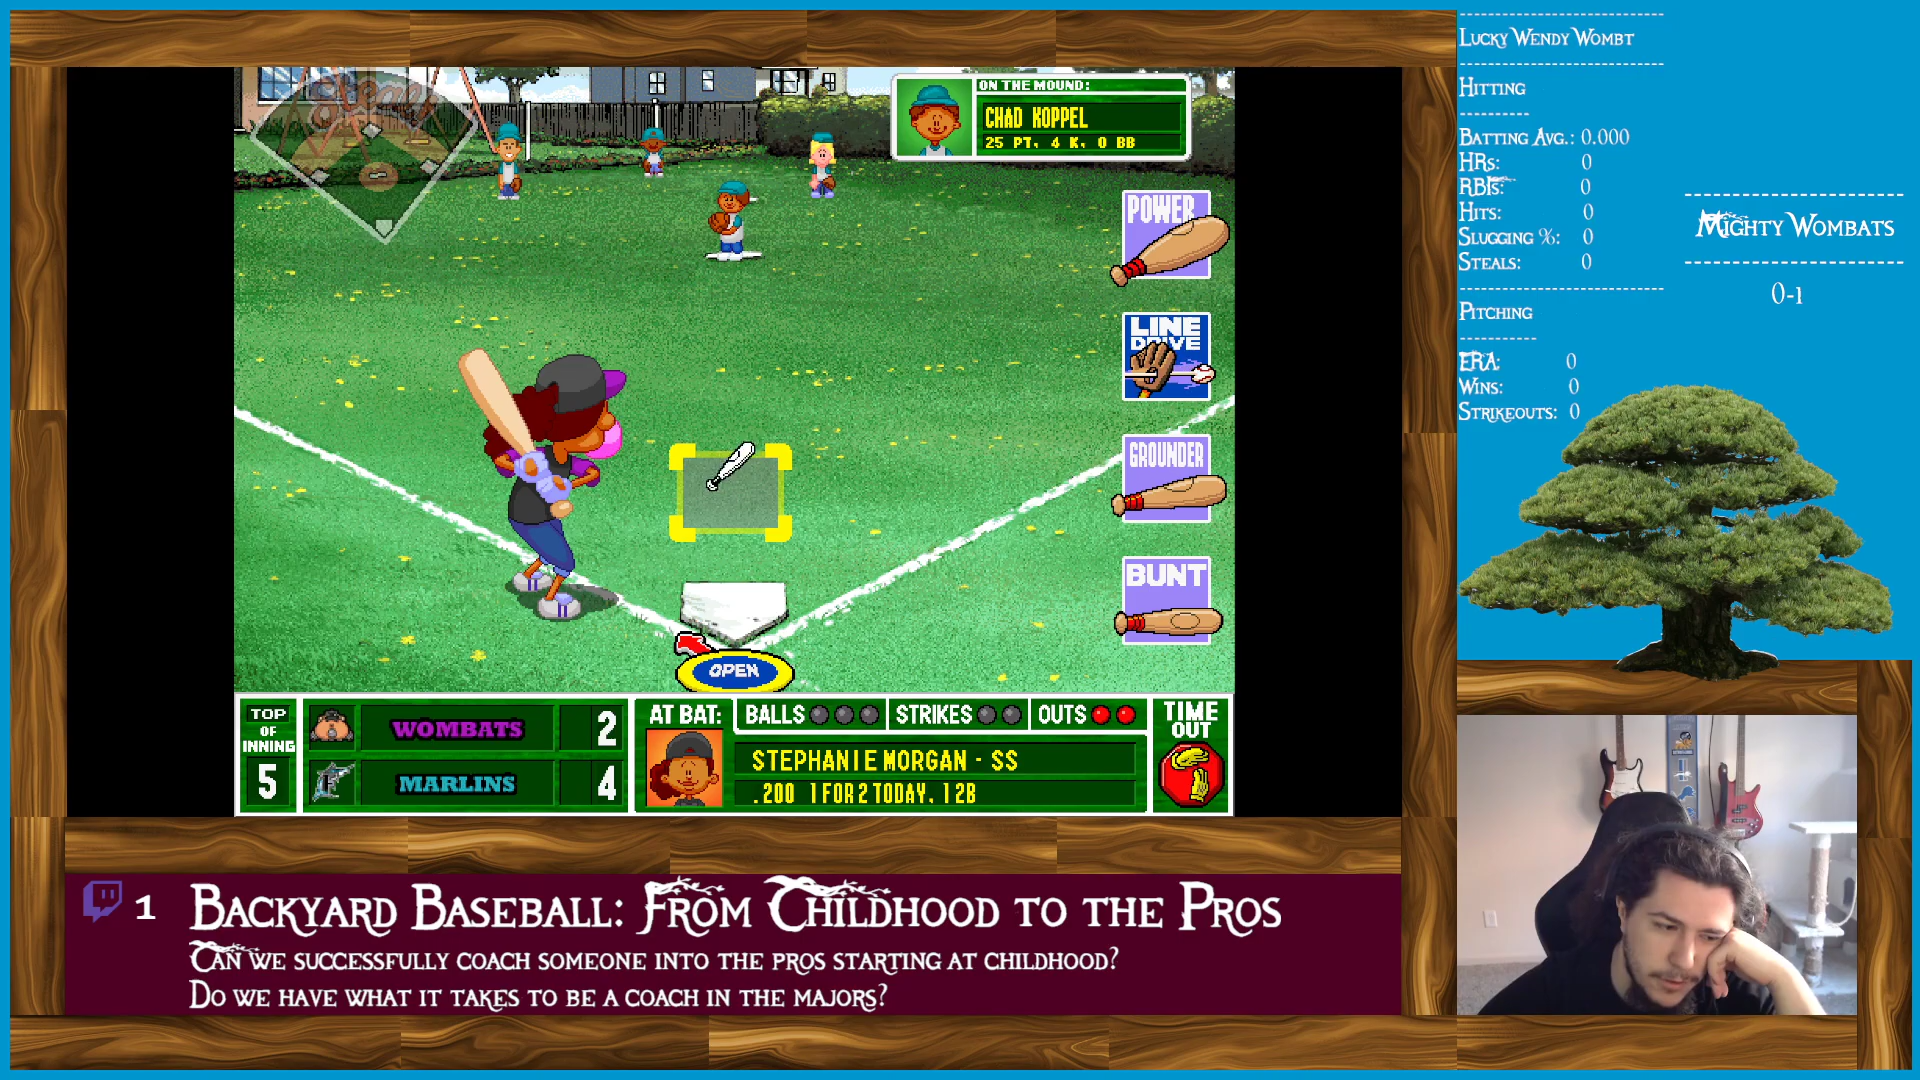 ON THE MOUND:
CHAD KOPPEL
25 PT, 4 K, 0 BB
POWER
LINE
DRIVE
GROUNDER
BUNT
OPEN
TOP
OF
INNING
5
WOMBATS 2
MARLINS 4
AT BAT:
BALLS STRIKES OUTS
STEPHANIE MORGAN - SS
.200 1 FOR 2 TODAY, 1 2B
TIME
OUT
1
Backyard Baseball: From Childhood to the Pros
Can we successfully coach someone into the pros starting at childhood?
Do we have what it takes to be a coach in the majors?
Lucky Wendy Wombt
Hitting
Batting Avg.: 0.000
HRs: 0
RBIs: 0
Hits: 0
Slugging %: 0
Steals: 0
Pitching
ERA: 0
Wins: 0
Strikeouts: 0
Mighty Wombats
0-1